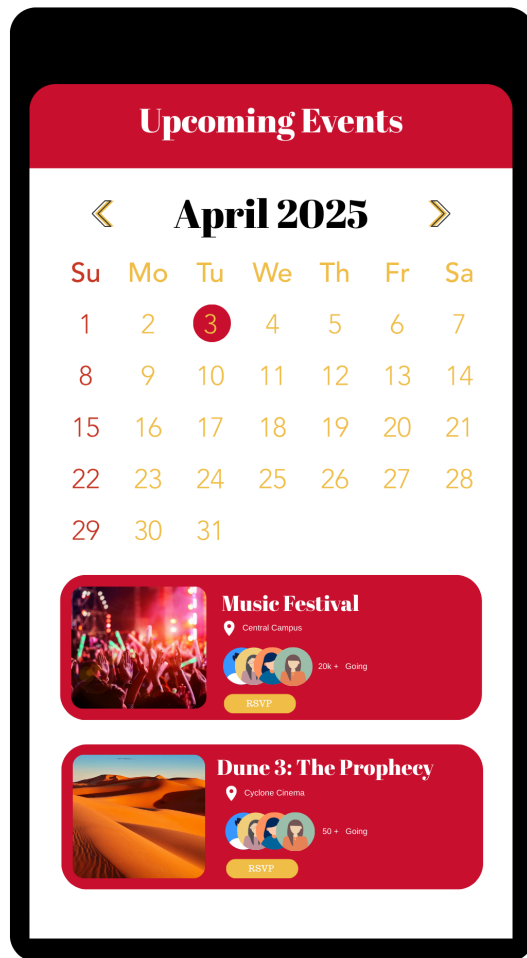 Upcoming Events
April 2025
Su Mo Tu We Th Fr Sa
1 2 3 4 5 6 7
8 9 10 11 12 13 14
15 16 17 18 19 20 21
22 23 24 25 26 27 28
29 30 31
Music Festival
Central Campus
20k + Going
RSVP
Dune 3: The Prophecy
Cyclone Cinema
50 + Going
RSVP